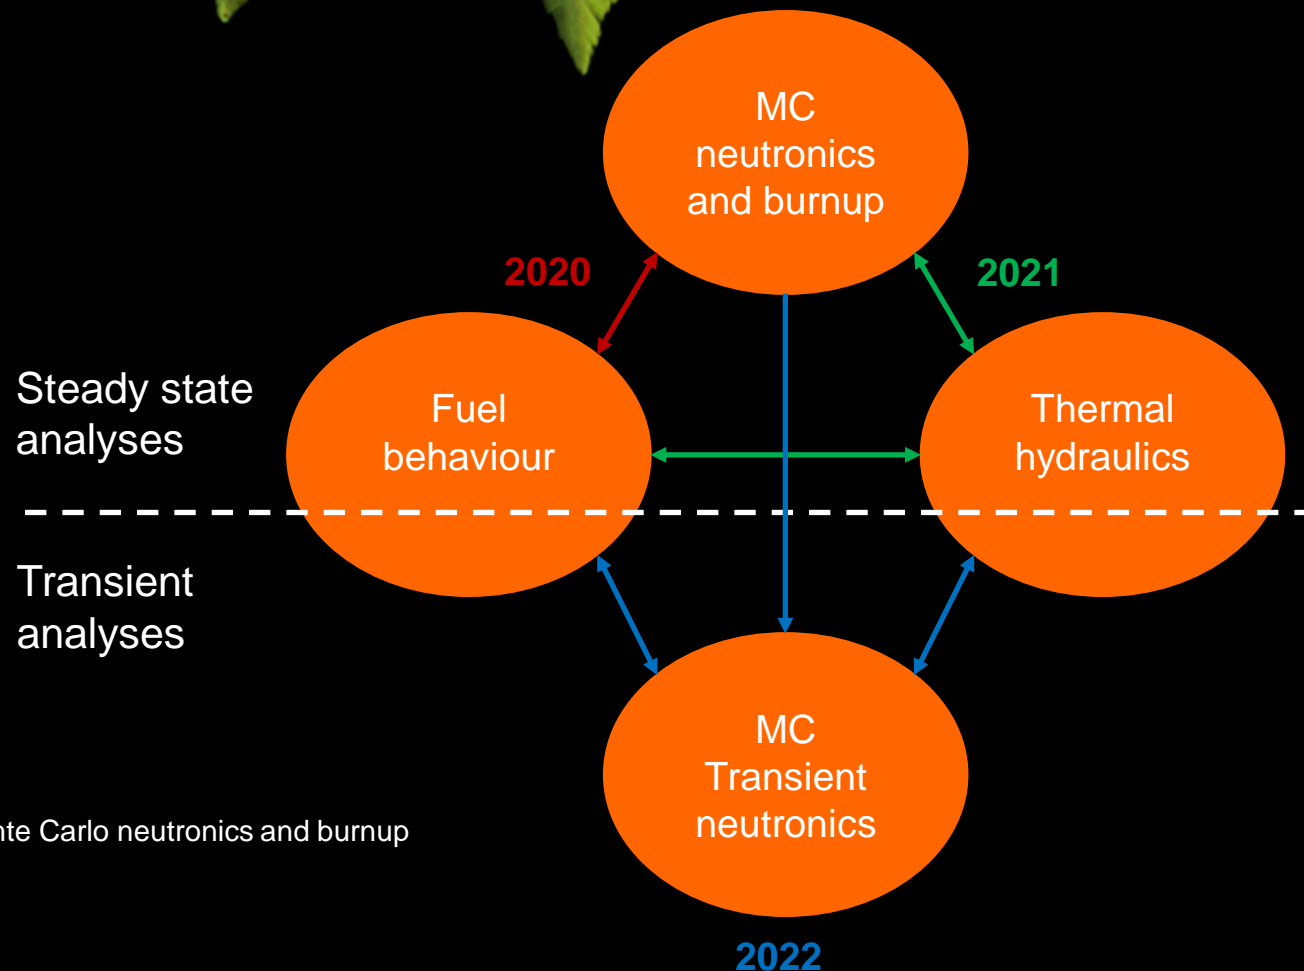 MC
neutronics
and burnup
2020
2021
Steady state
analyses
Fuel
behaviour
Thermal
hydraulics
Transient
analyses
MC
Transient
neutronics
Carlo neutronics and burnup
2022